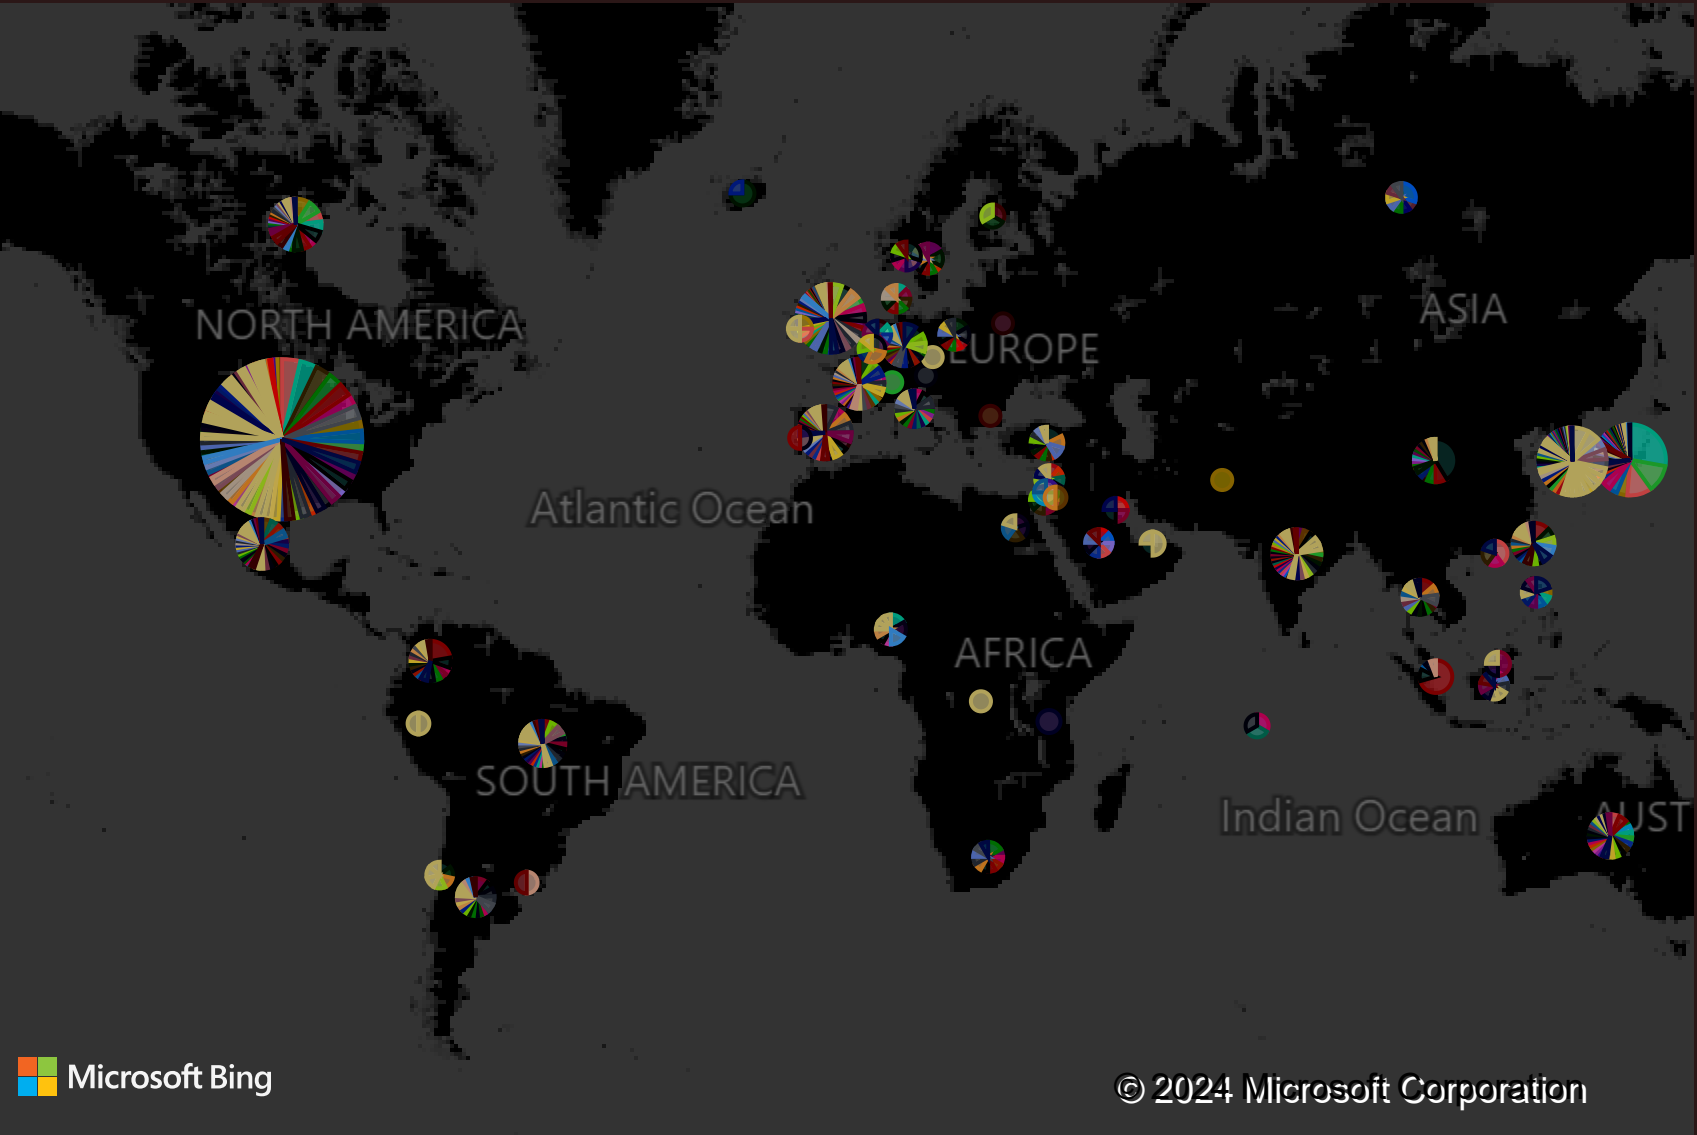 NORTH AMERICA
ASIA
EUROPE
Atlantic Ocean
AFRICA
SOUTH AMERICA
Indian Ocean
AUST
Microsoft Bing
© 2024 Microsoft Corporation